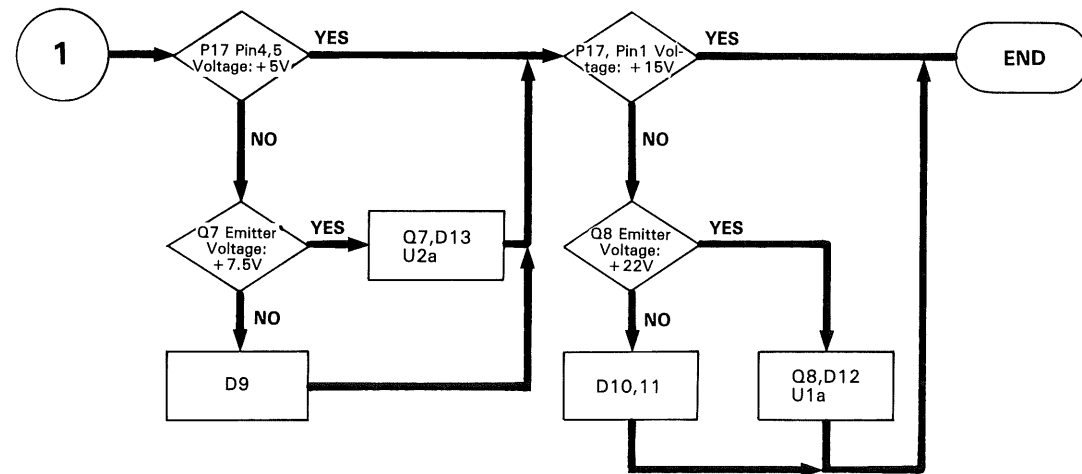 1
P17 Pin4,5
Voltage: +5V
YES
P17, Pin1 Vol-
tage: +15V
YES
END
NO
NO
Q7 Emitter
Voltage:
+7.5V
YES
Q7,D13
U2a
Q8 Emitter
Voltage:
+22V
YES
NO
NO
D9
D10,11
Q8,D12
U1a